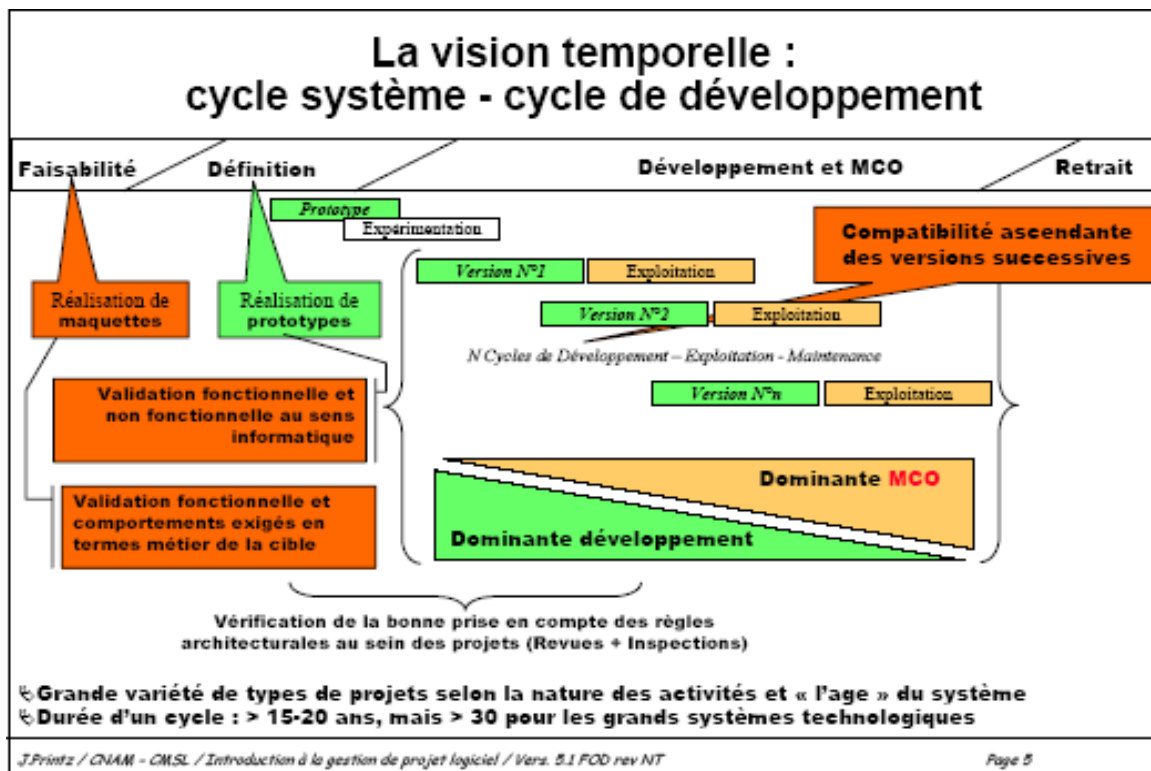 La vision temporelle :
cycle système - cycle de développement
Faisabilité
Définition
Développement et MCO
Retrait
Prototype
Expérimentation
Compatibilité ascendante
des versions successives
Version N°1
Exploitation
Réalisation de
maquettes
Réalisation de
prototypes
Version N°2
Exploitation
N Cycles de Développement – Exploitation - Maintenance
Validation fonctionnelle et
non fonctionnelle au sens
informatique
Version N°n
Exploitation
Dominante MCO
Validation fonctionnelle et
comportements exigés en
termes métier de la cible
Dominante développement
Vérification de la bonne prise en compte des règles
architecturales au sein des projets (Revues + Inspections)
Grande variété de types de projets selon la nature des activités et « l'age » du système
Durée d'un cycle : > 15-20 ans, mais > 30 pour les grands systèmes technologiques
J.Printz / CNAM - CMSL / Introduction à la gestion de projet logiciel / Vers. 5.1 FOD rev NT
Page 5